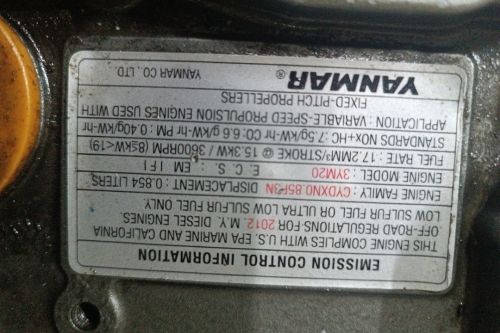 EMISSION CONTROL INFORMATION
THIS ENGINE COMPLIES WITH U.S. EPA MARINE AND CALIFORNIA
OFF-ROAD REGULATIONS-FOR 2012 M.Y. DIESEL ENGINES.
LOW SULFUR FUEL OR ULTRA LOW SULFUR FUEL ONLY
ENGINE FAMILY : CYDXN0.85P3N DISPLACEMENT : 0.854 LITERS
ENGINE MODEL : 3YM20 E. C. S. : EM [ F I ]
FUEL RATE : 17.2MM³/STROKE @ 15.3kW / 3600RPM (8≤kW<19)
STANDARDS NOx+HC : 7.5g/kW-hr CO:6.6 g/kW-hr PM : 0.40g/kW-hr
APPLICATION : VARIABLE-SPEED PROPULSION ENGINES USED WITH
FIXED-PITCH PROPELLERS
YANMAR® YANMAR CO., LTD.